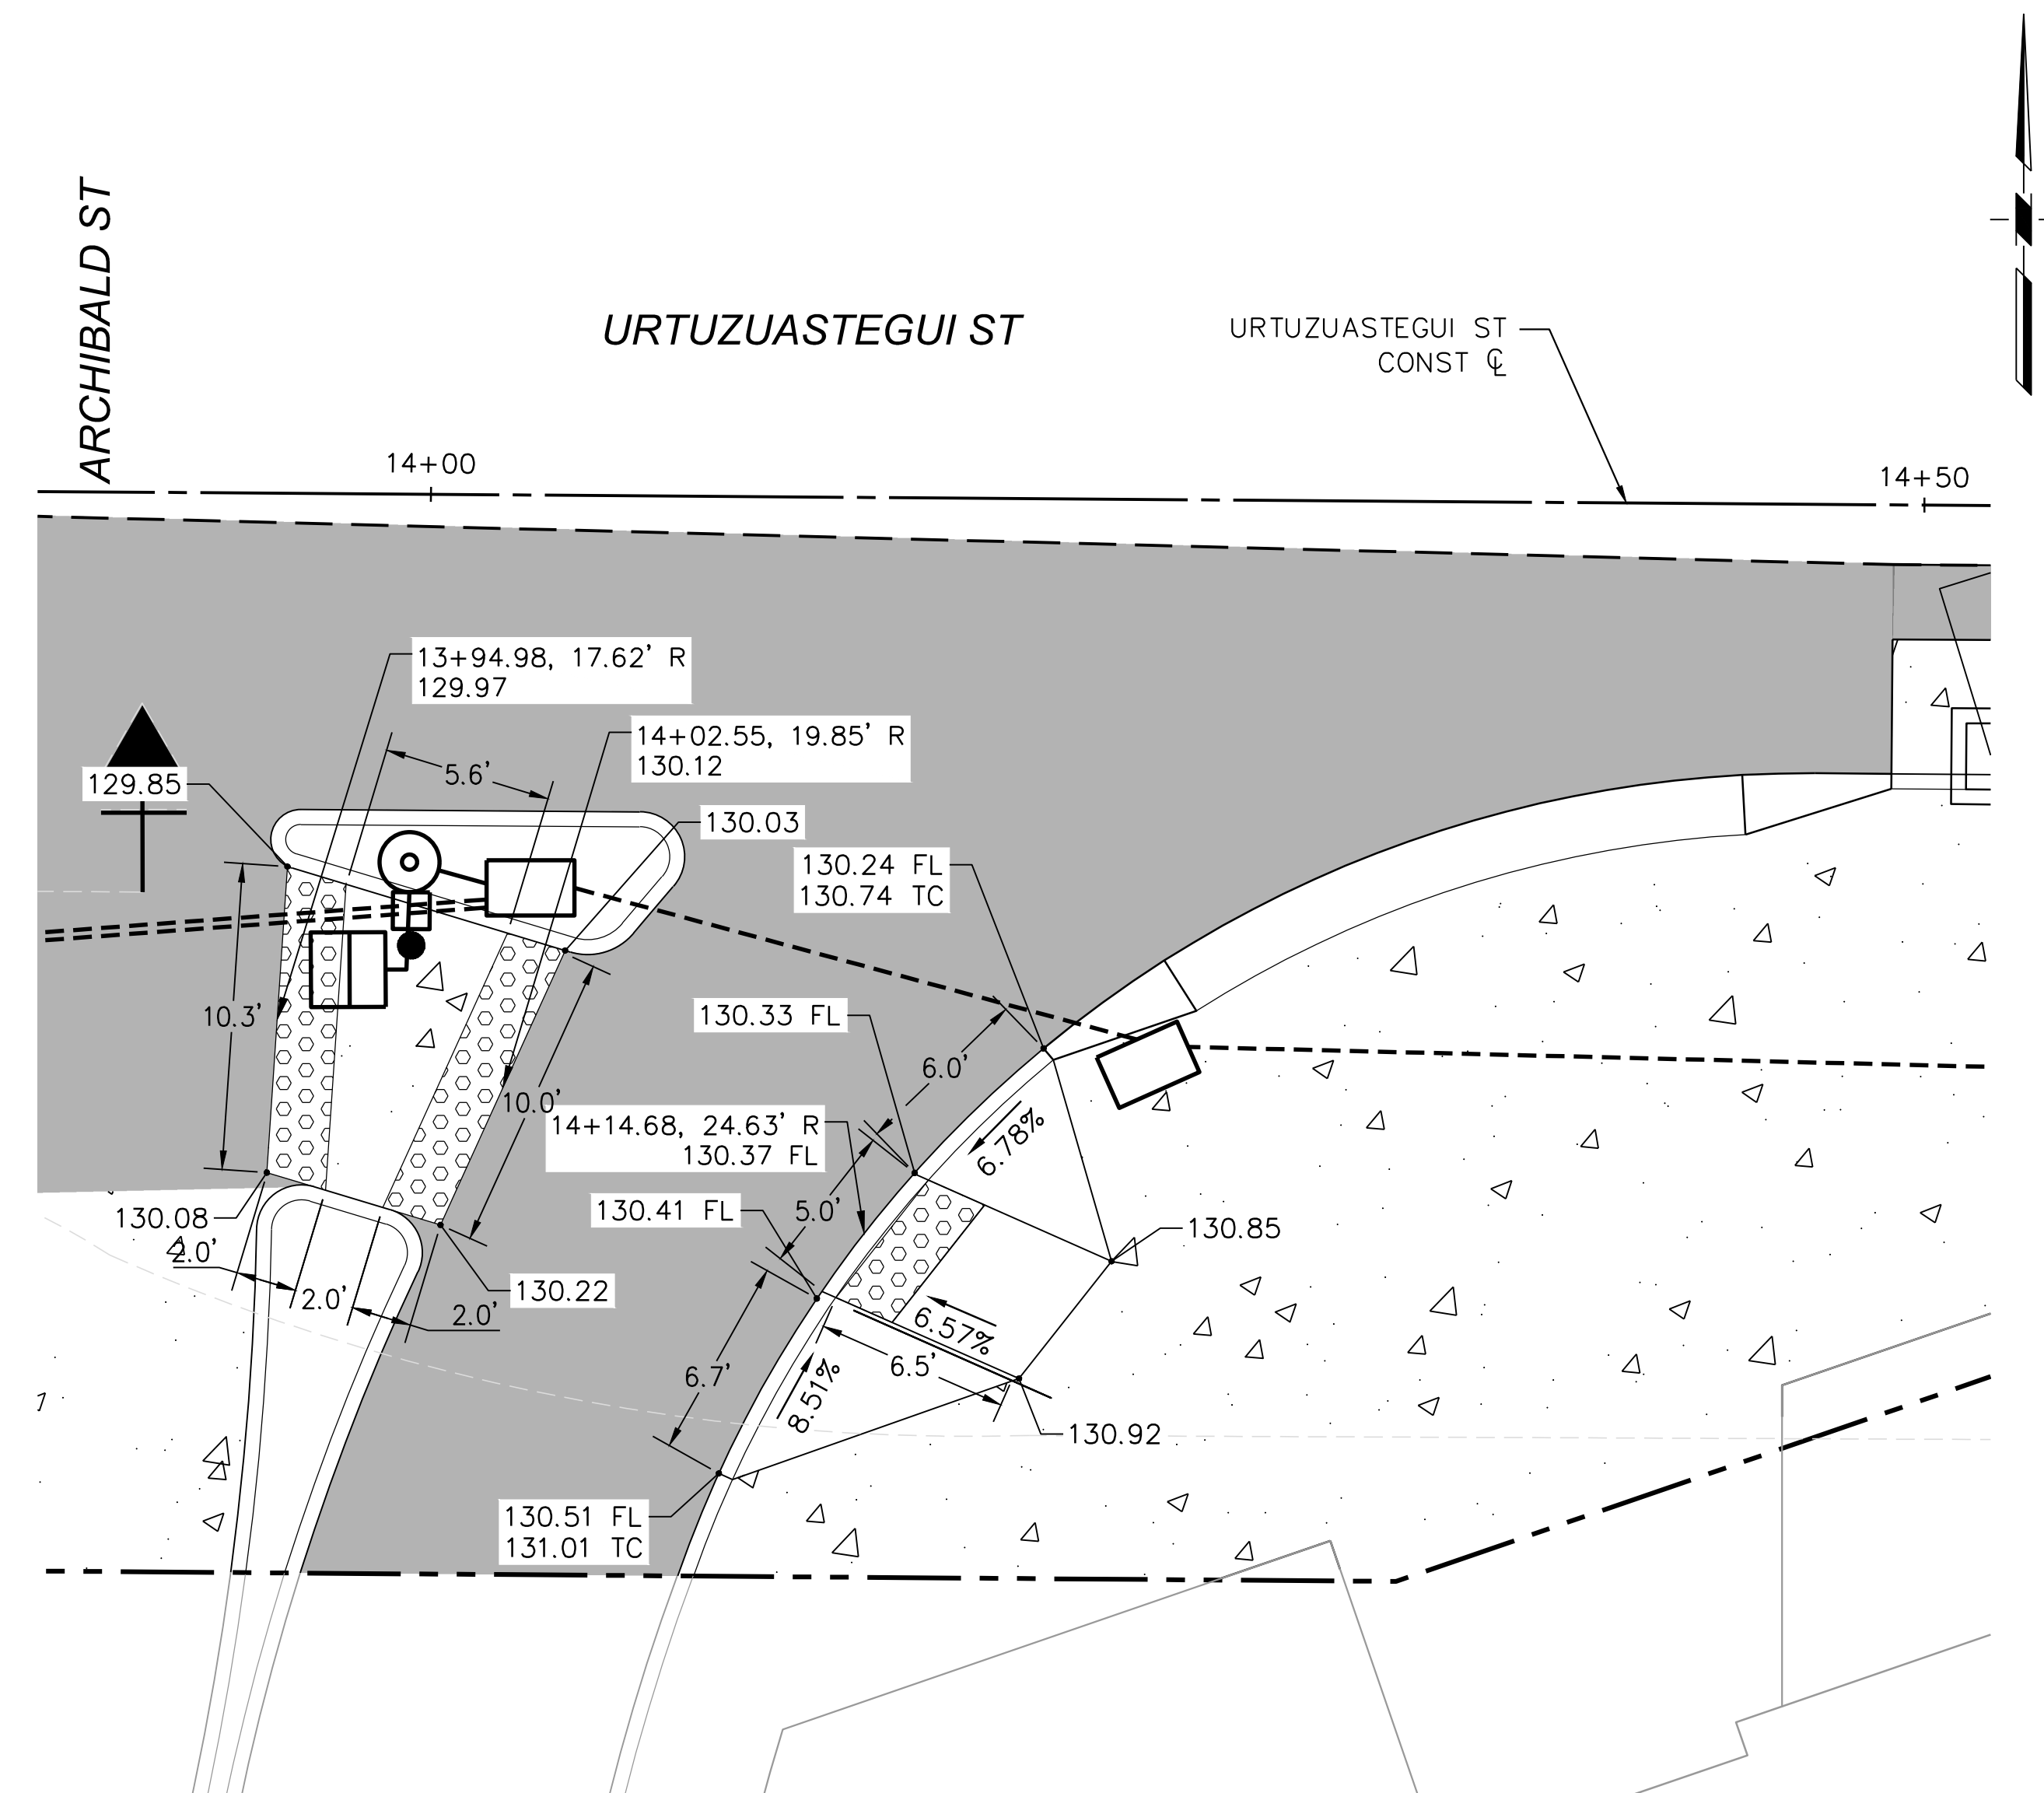 ARCHIBALD ST
URTUZUASTEGUI ST
URTUZUASTEGUI ST
CONST ℄
14+00
14+50
13+94.98, 17.62' R
129.97
14+02.55, 19.85' R
130.12
129.85
5.6'
130.03
130.24 FL
130.74 TC
10.3'
130.33 FL
6.0'
10.0'
14+14.68, 24.63' R
130.37 FL
6.78%
130.41 FL
5.0'
130.08
2.0'
130.85
130.22
2.0'
2.0'
6.57%
6.5'
6.7'
8.51%
130.92
130.51 FL
131.01 TC